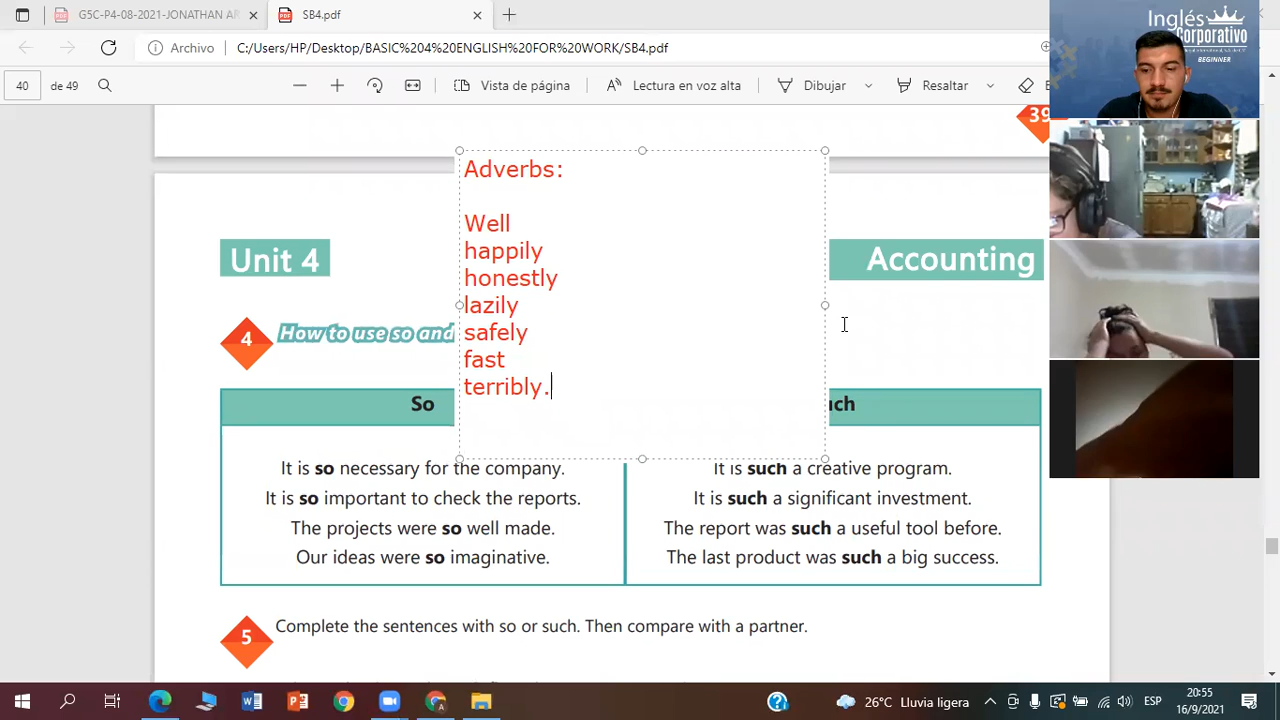 G5C-P4-08-2021-JONATHAN AR
SB4.pdf
Archivo
C:/Users/HP/Desktop/BASIC%204%20ENGLISH%20FOR%20WORK/SB4.pdf
40
de 49
Vista de página
Lectura en voz alta
Dibujar
Resaltar
Inglés
Corporativo
BEGINNER
39
Adverbs:
Well
happily
honestly
lazily
safely
fast
terribly.
Unit 4
Accounting
4
How to use so and
So
uch
It is so necessary for the company.
It is so important to check the reports.
The projects were so well made.
Our ideas were so imaginative.
It is such a creative program.
It is such a significant investment.
The report was such a useful tool before.
The last product was such a big success.
5
Complete the sentences with so or such. Then compare with a partner.
26°C Lluvia ligera
ESP
20:55
16/9/2021